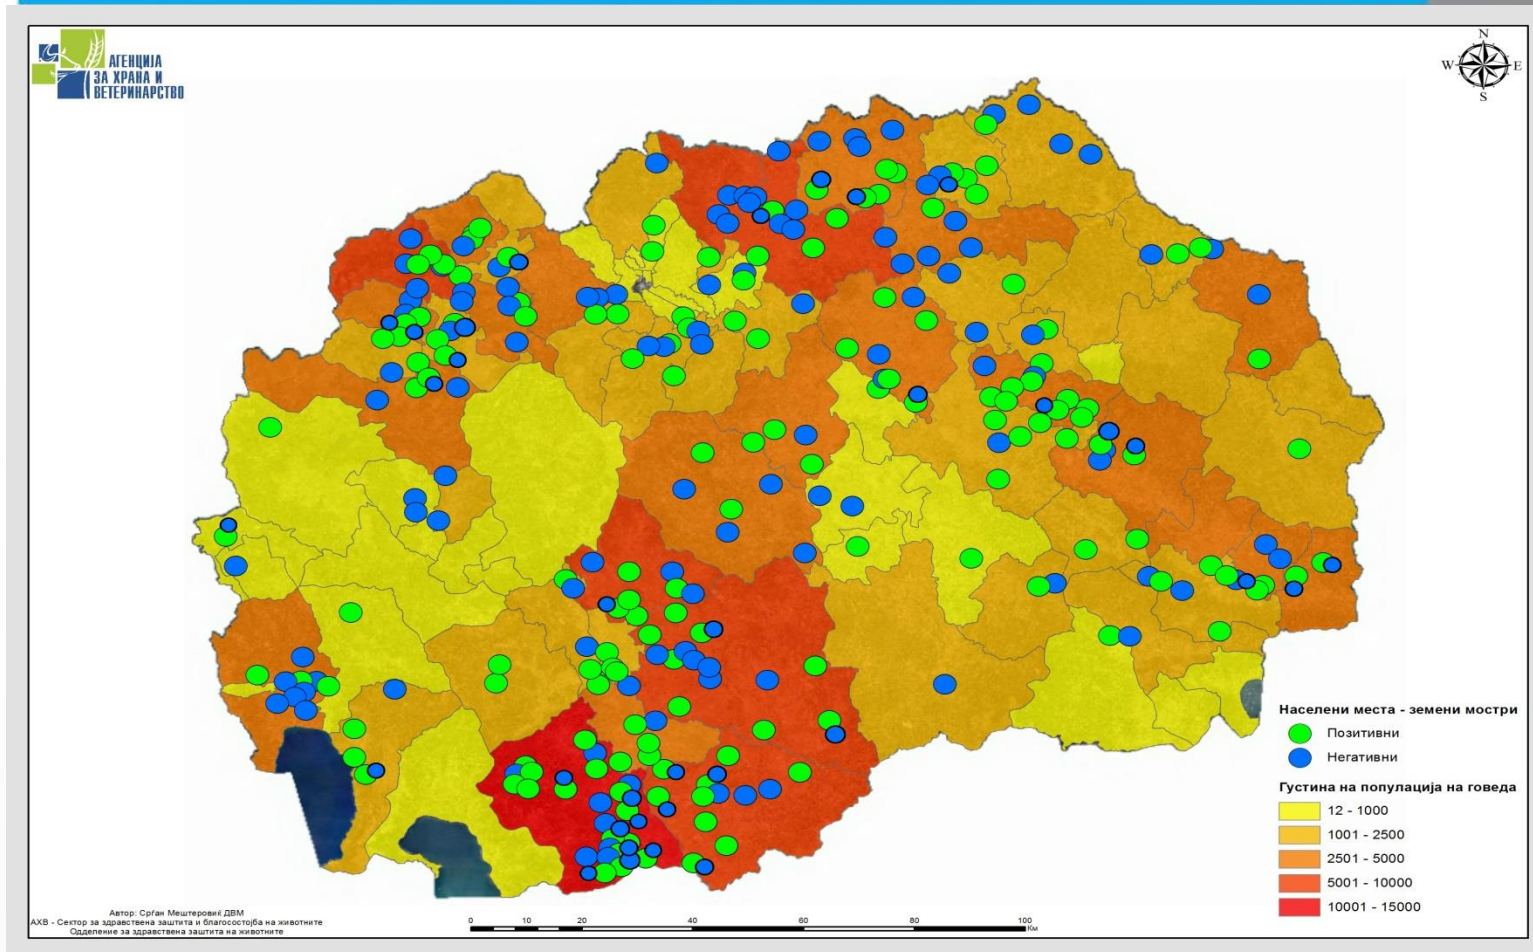 АГЕНЦИЈА
ЗА ХРАНА И
ВЕТЕРИНАРСТВО
N
W E
S
Населени места - земени мостри
Позитивни
Негативни
Густина на популација на говеда
12 - 1000
1001 - 2500
2501 - 5000
5001 - 10000
10001 - 15000
Автор: Срѓан Мештеровиќ ДВМ
АХВ - Сектор за здравствена заштита и благосостојба на животните
Одделение за здравствена заштита на животните
0 10 20 40 60 80 100
Км